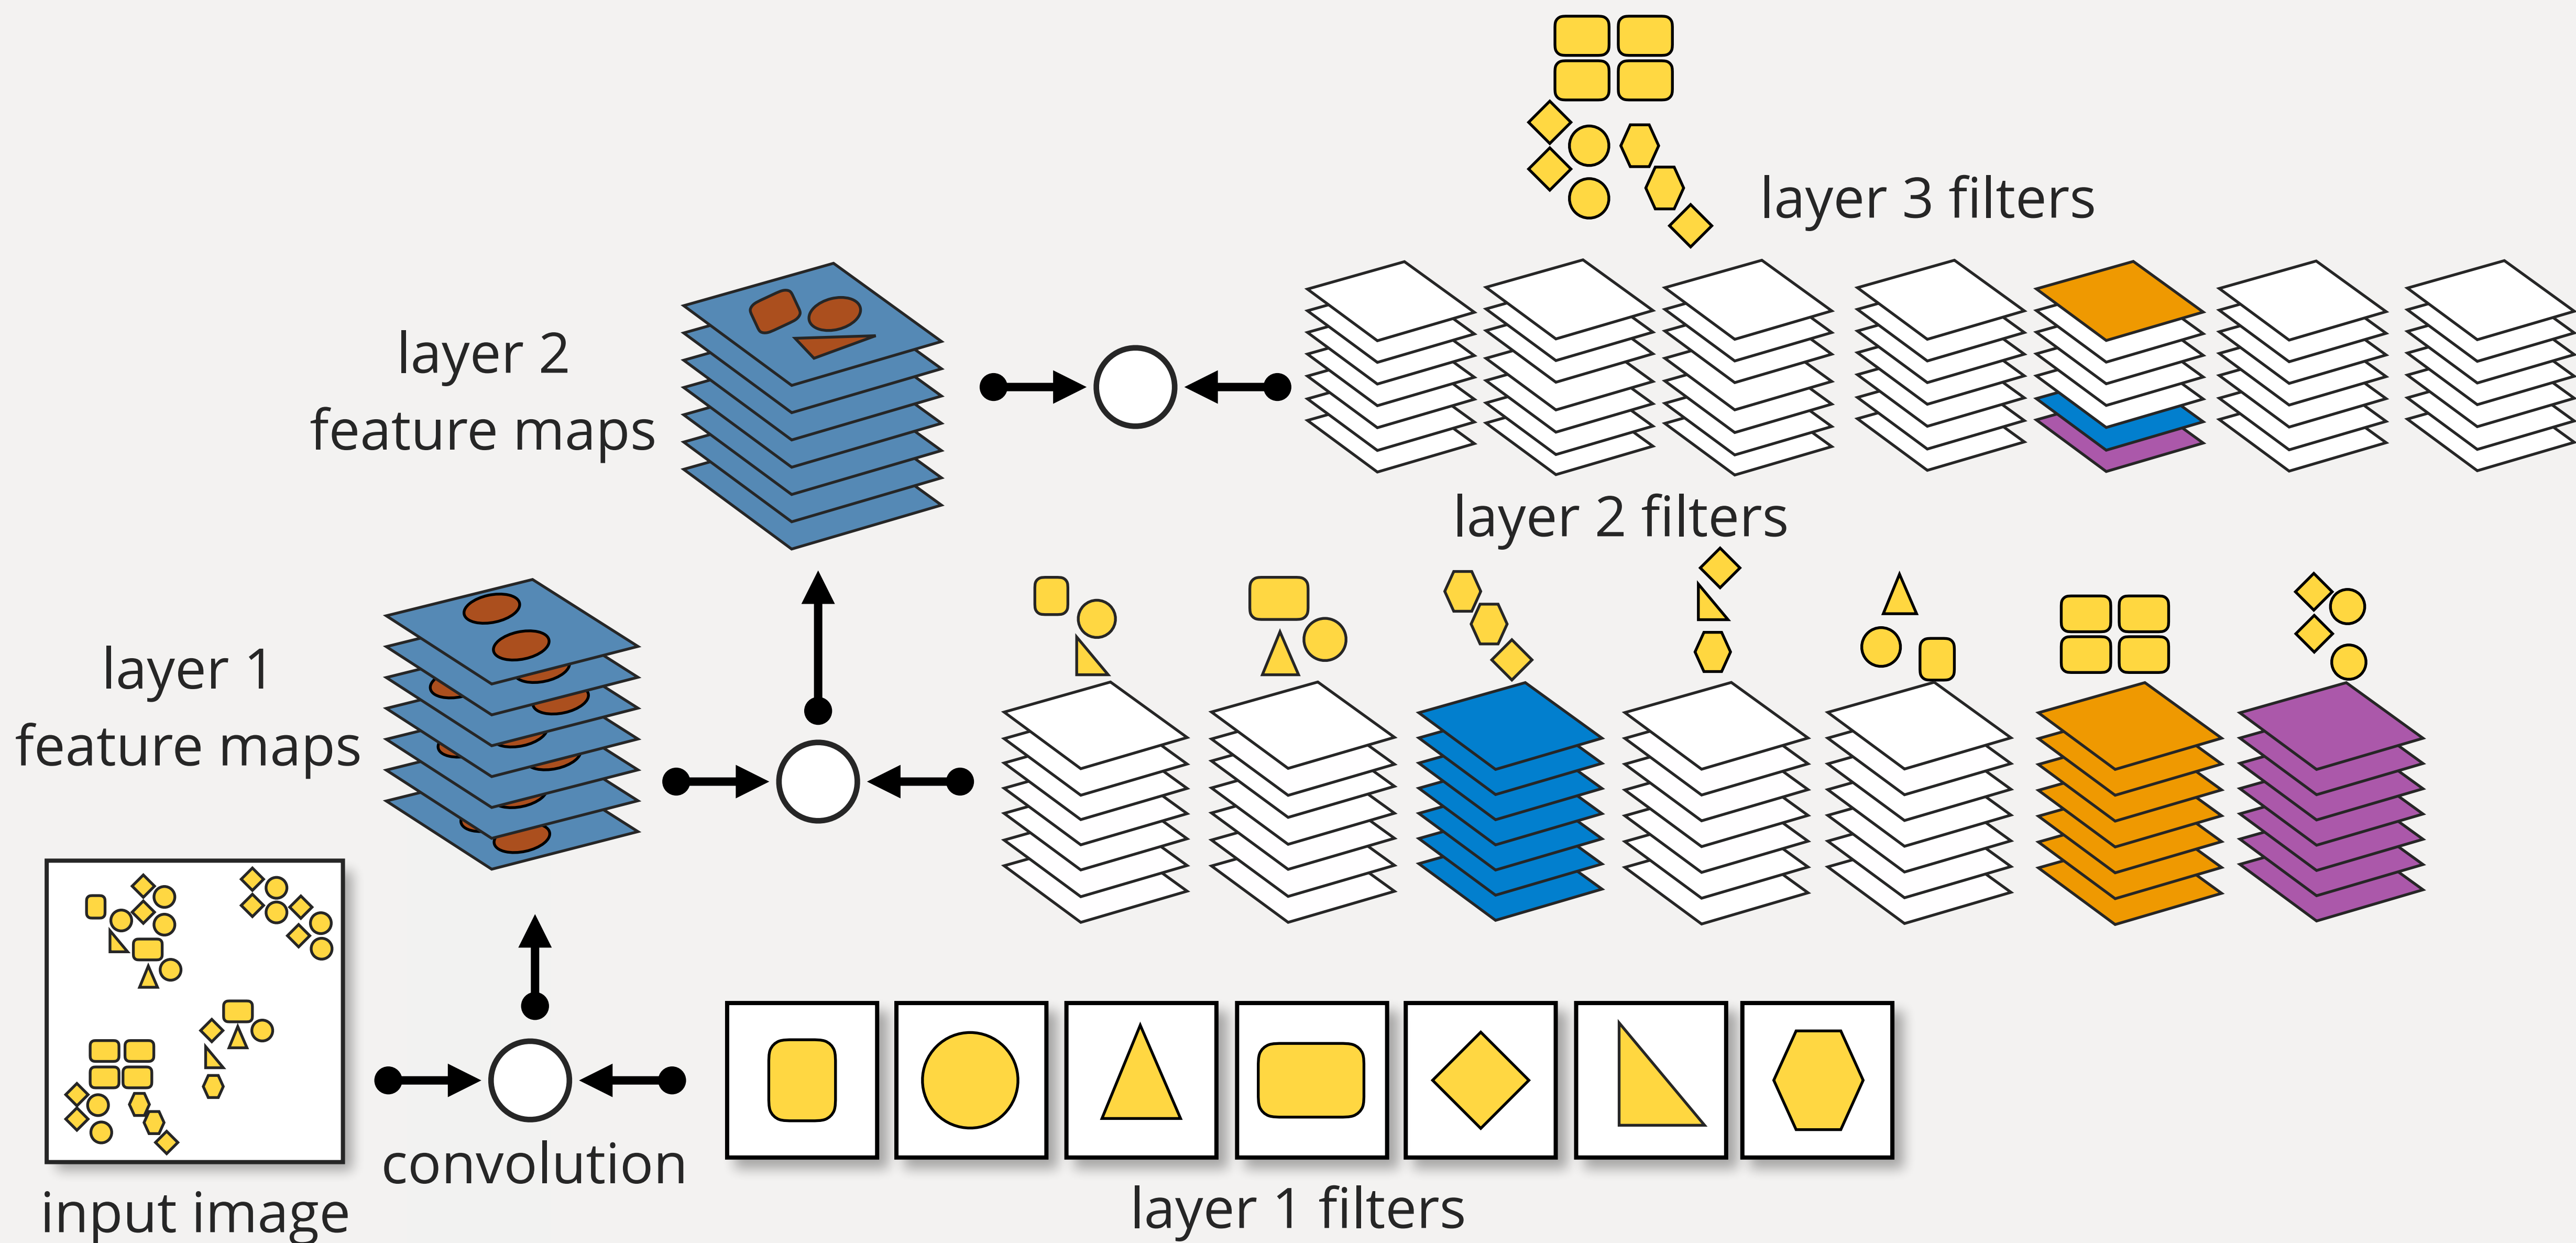 layer 3 filters
layer 2
feature maps
layer 2 filters
layer 1
feature maps
convolution
input image
layer 1 filters